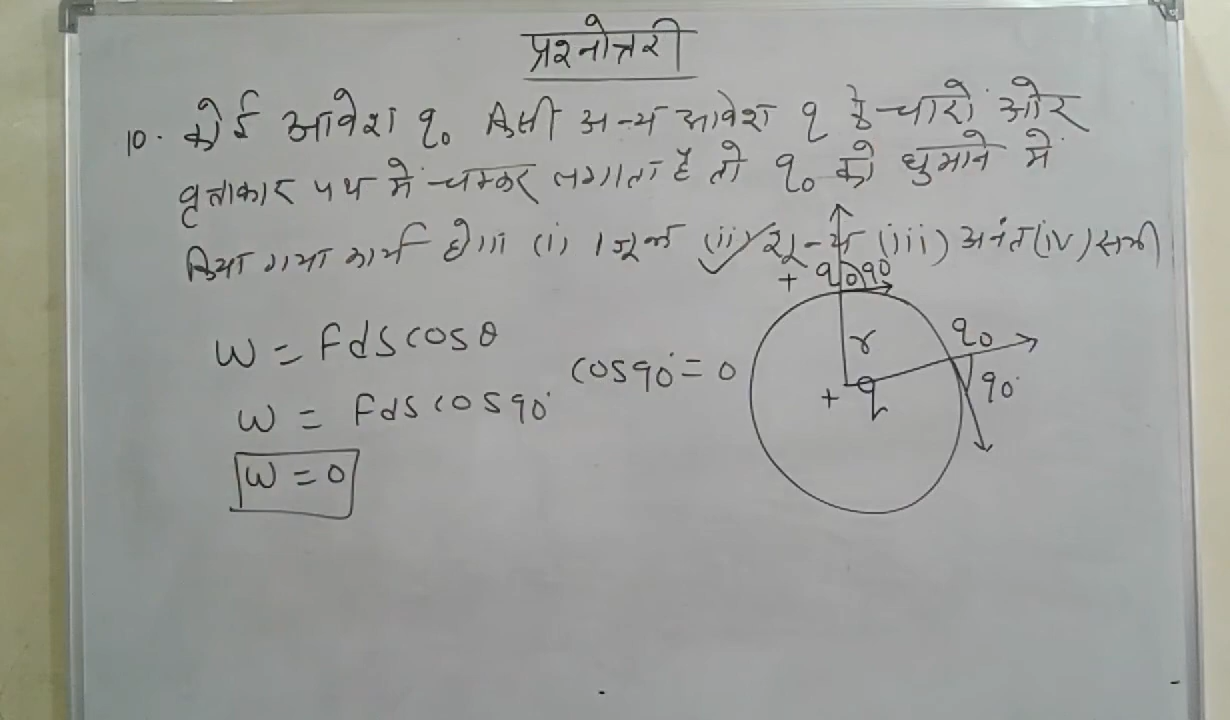 प्रश्नोत्तरी
10. कोई आवेश q₀ किसी अन्य आवेश q के चारों ओर
वृत्ताकार पथ में चक्कर लगाता है तो q₀ को घुमाने में
किया गया कार्य होगा (i) 1 जूल (ii) शून्य (iii) अनंत (iv) सभी
+ q₀ 90
W = Fds cosθ
r
q₀
cos90° = 0
90°
+ q
W = Fds cos90°
W = 0